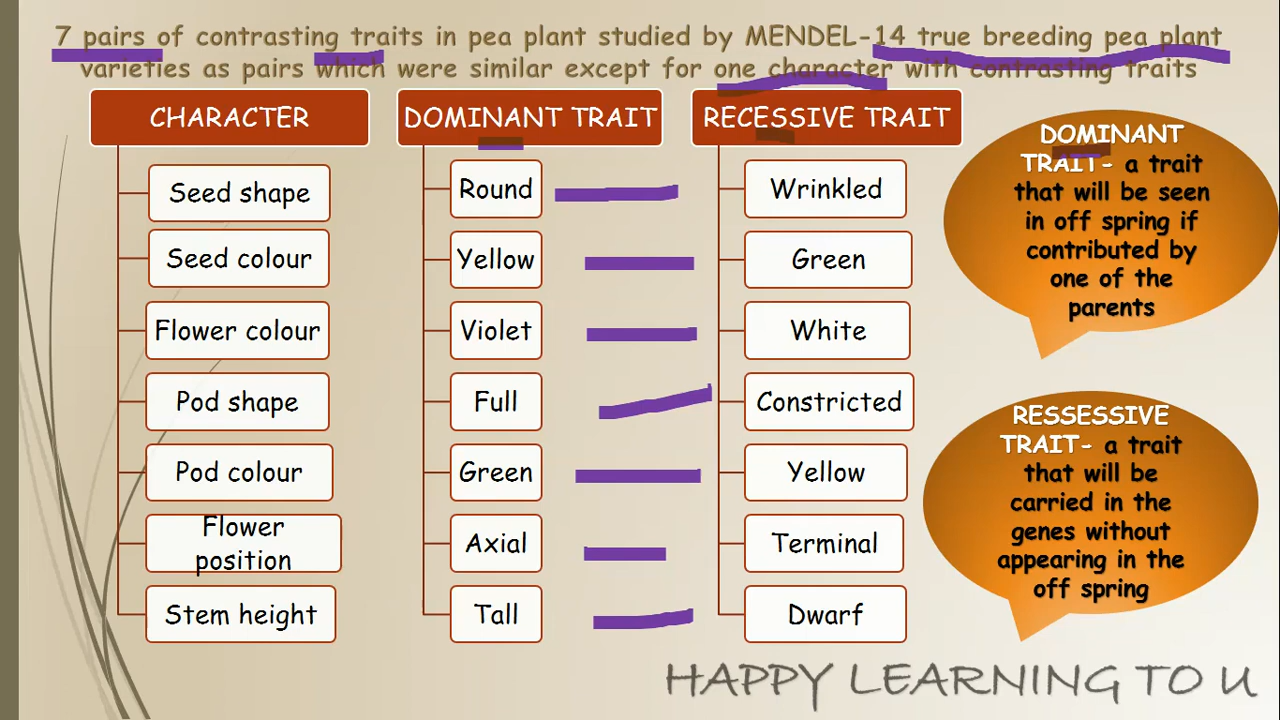 7 pairs of contrasting traits in pea plant studied by MENDEL-14 true breeding pea plant
varieties as pairs which were similar except for one character with contrasting traits
CHARACTER
Seed shape
Seed colour
Flower colour
Pod shape
Pod colour
Flower
position
Stem height
DOMINANT TRAIT
Round
Yellow
Violet
Full
Green
Axial
Tall
RECESSIVE TRAIT
Wrinkled
Green
White
Constricted
Yellow
Terminal
Dwarf
DOMINANT
TRAIT- a trait
that will be seen
in off spring if
contributed by
one of the
parents
RESSESSIVE
TRAIT- a trait
that will be
carried in the
genes without
appearing in the
off spring
HAPPY LEARNING TO U